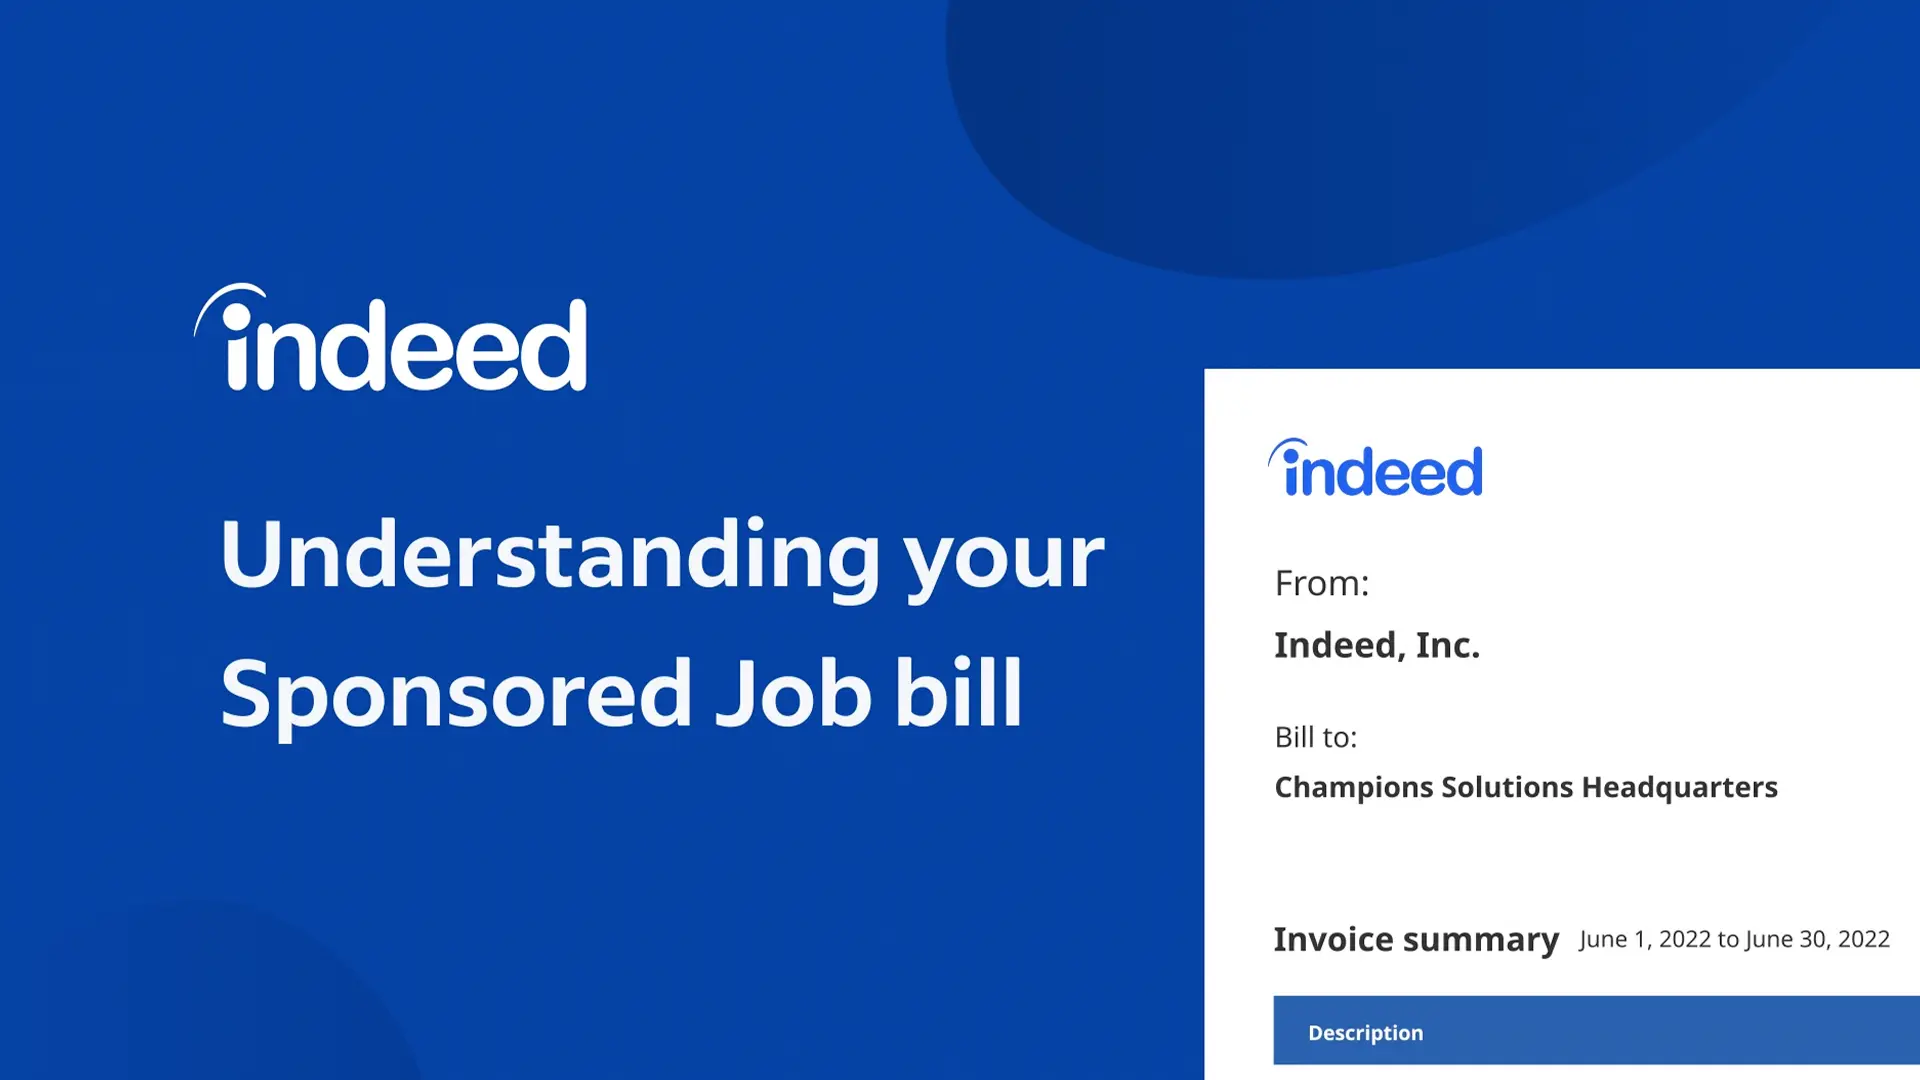 indeed
Understanding your
Sponsored Job bill
indeed
From:
Indeed, Inc.
Bill to:
Champions Solutions Headquarters
Invoice summary June 1, 2022 to June 30, 2022
Description